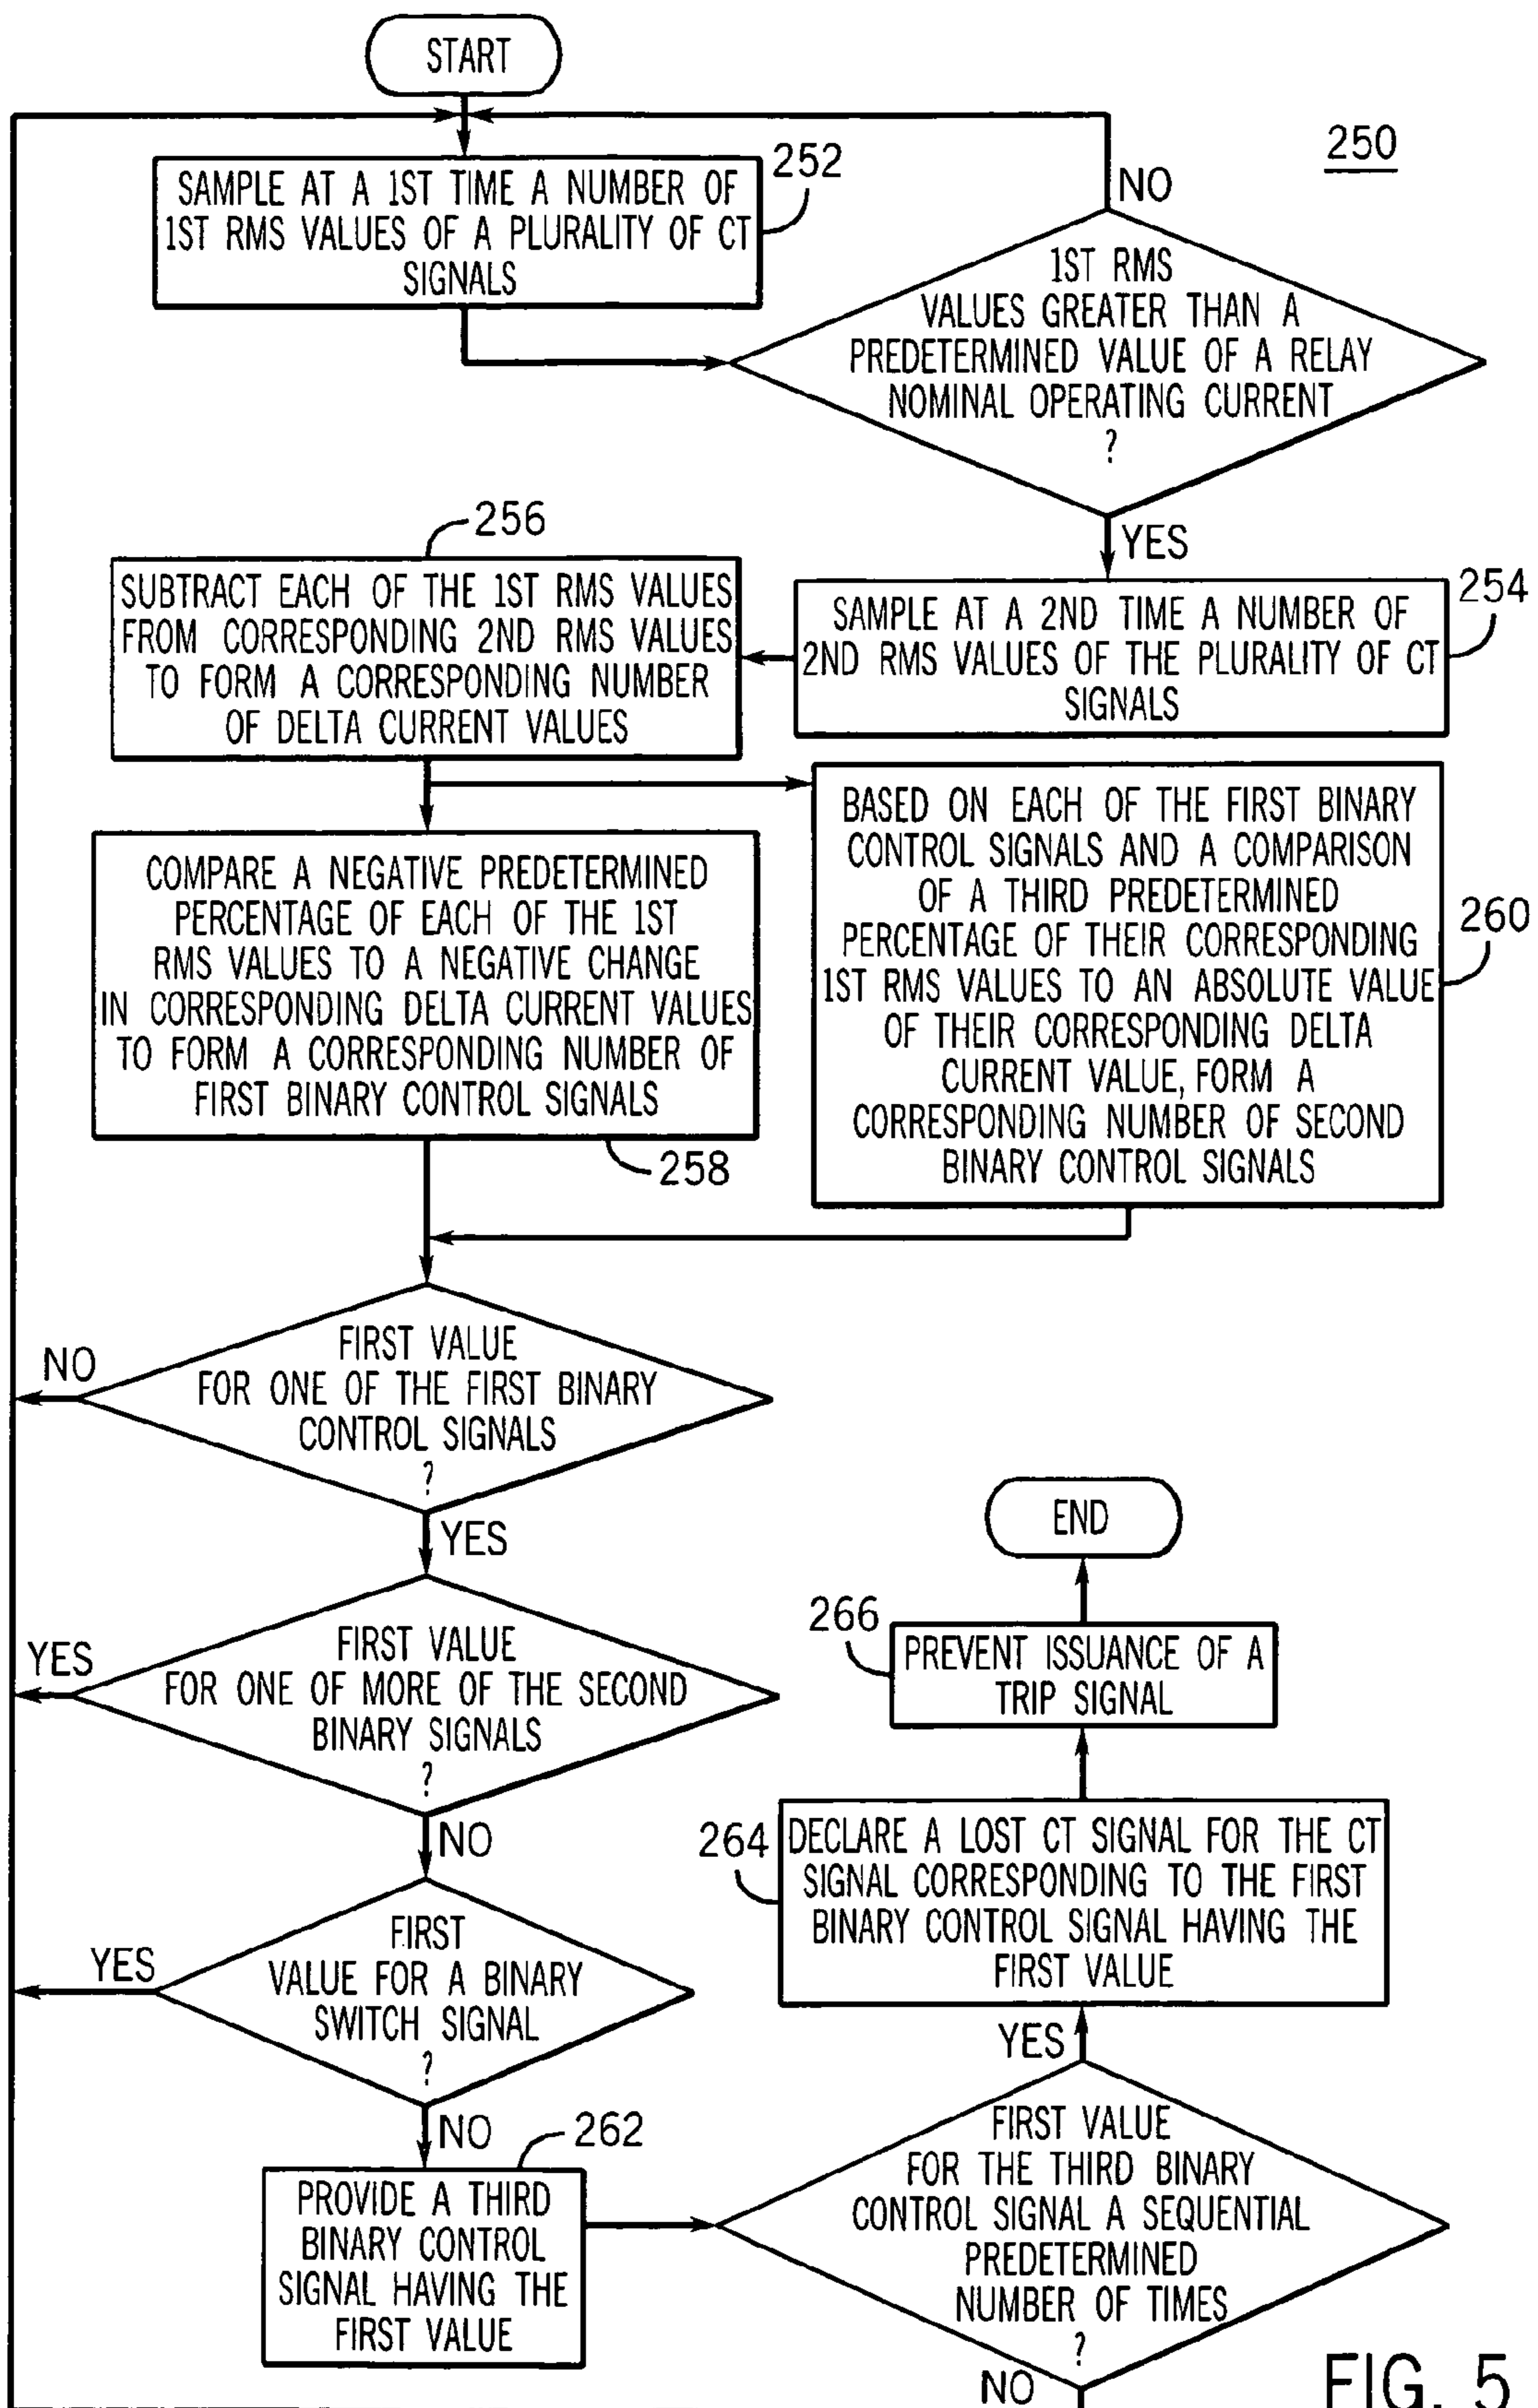 START
250
SAMPLE AT A 1ST TIME A NUMBER OF
1ST RMS VALUES OF A PLURALITY OF CT
SIGNALS
252
NO
1ST RMS
VALUES GREATER THAN A
PREDETERMINED VALUE OF A RELAY
NOMINAL OPERATING CURRENT
?
YES
254
SAMPLE AT A 2ND TIME A NUMBER OF
2ND RMS VALUES OF THE PLURALITY OF CT
SIGNALS
256
SUBTRACT EACH OF THE 1ST RMS VALUES
FROM CORRESPONDING 2ND RMS VALUES
TO FORM A CORRESPONDING NUMBER
OF DELTA CURRENT VALUES
COMPARE A NEGATIVE PREDETERMINED
PERCENTAGE OF EACH OF THE 1ST
RMS VALUES TO A NEGATIVE CHANGE
IN CORRESPONDING DELTA CURRENT VALUES
TO FORM A CORRESPONDING NUMBER OF
FIRST BINARY CONTROL SIGNALS
258
BASED ON EACH OF THE FIRST BINARY
CONTROL SIGNALS AND A COMPARISON
OF A THIRD PREDETERMINED
PERCENTAGE OF THEIR CORRESPONDING
1ST RMS VALUES TO AN ABSOLUTE VALUE
OF THEIR CORRESPONDING DELTA
CURRENT VALUE, FORM A
CORRESPONDING NUMBER OF SECOND
BINARY CONTROL SIGNALS
260
NO
FIRST VALUE
FOR ONE OF THE FIRST BINARY
CONTROL SIGNALS
?
YES
YES
FIRST VALUE
FOR ONE OF MORE OF THE SECOND
BINARY SIGNALS
?
NO
YES
FIRST
VALUE FOR A BINARY
SWITCH SIGNAL
?
NO
262
PROVIDE A THIRD
BINARY CONTROL
SIGNAL HAVING THE
FIRST VALUE
FIRST VALUE
FOR THE THIRD BINARY
CONTROL SIGNAL A SEQUENTIAL
PREDETERMINED
NUMBER OF TIMES
?
NO
YES
264
DECLARE A LOST CT SIGNAL FOR THE CT
SIGNAL CORRESPONDING TO THE FIRST
BINARY CONTROL SIGNAL HAVING THE
FIRST VALUE
266
PREVENT ISSUANCE OF A
TRIP SIGNAL
END
FIG. 5